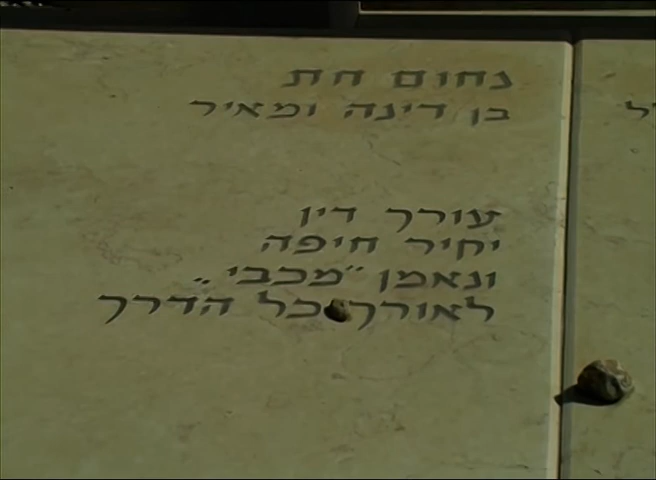 נחום חת
בן דינה ומאיר
עורך דין
יקיר חיפה
ונאמן "מכבי"
לאורך כל הדרך